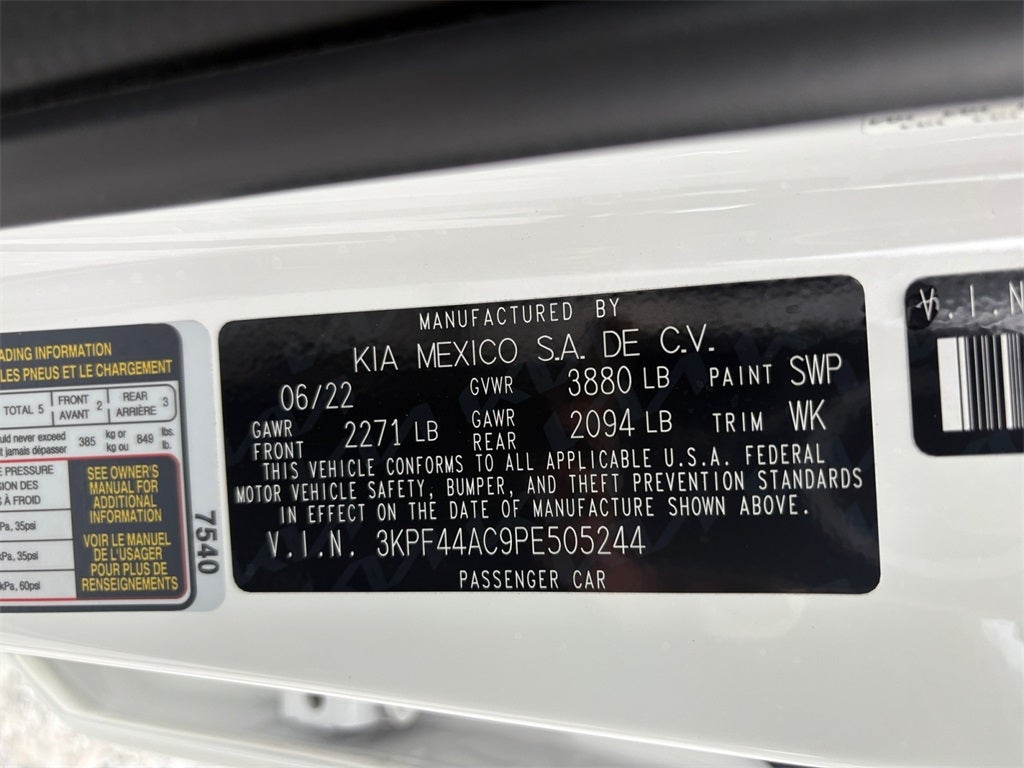 ADING INFORMATION
LES PNEUS ET LE CHARGEMENT
TOTAL 5
FRONT
AVANT
2
REAR
ARRIÈRE
3
uld never exceed
t jamais dépasser
385
kg or
kg ou
849
lbs.
lb.
E PRESSURE
SION DES
À FROID
Pa, 35psi
kPa, 35psi
kPa, 60psi
SEE OWNER'S
MANUAL FOR
ADDITIONAL
INFORMATION
VOIR LE MANUEL
DE L'USAGER
POUR PLUS DE
RENSEIGNEMENTS
7540
MANUFACTURED BY
KIA MEXICO S.A. DE C.V.
06/22 GVWR 3880 LB PAINT SWP
GAWR
FRONT
2271 LB
GAWR
REAR
2094 LB TRIM WK
THIS VEHICLE CONFORMS TO ALL APPLICABLE U.S.A. FEDERAL
MOTOR VEHICLE SAFETY, BUMPER, AND THEFT PREVENTION STANDARDS
IN EFFECT ON THE DATE OF MANUFACTURE SHOWN ABOVE.
V.I.N. 3KPF44AC9PE505244
PASSENGER CAR
V.I.N